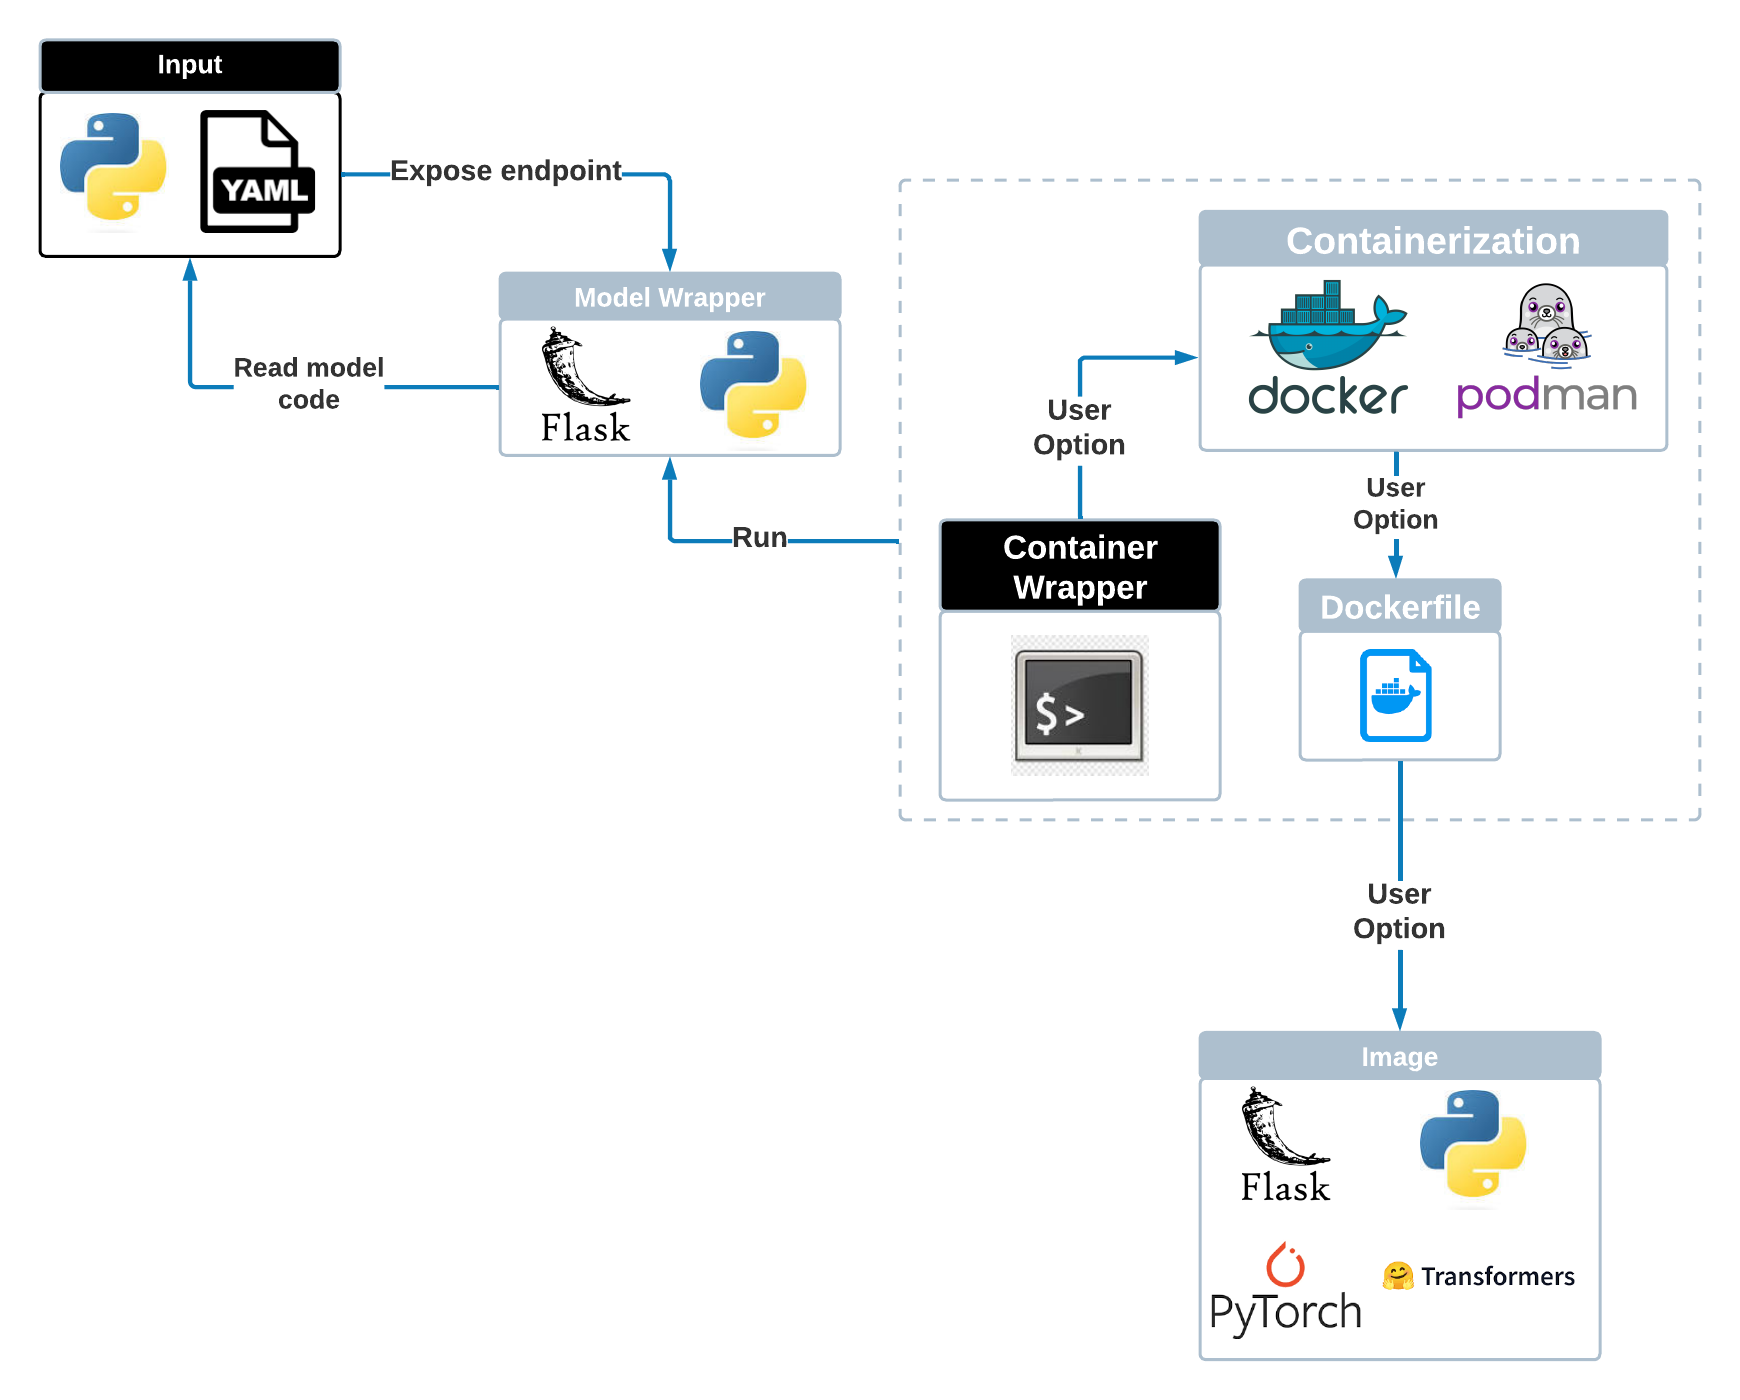 Input
YAML
Expose endpoint
Model Wrapper
Flask
Read model
code
Run
Containerization
docker
podman
User
Option
User
Option
Container
Wrapper
$ >
Dockerfile
User
Option
Image
Flask
PyTorch
Transformers